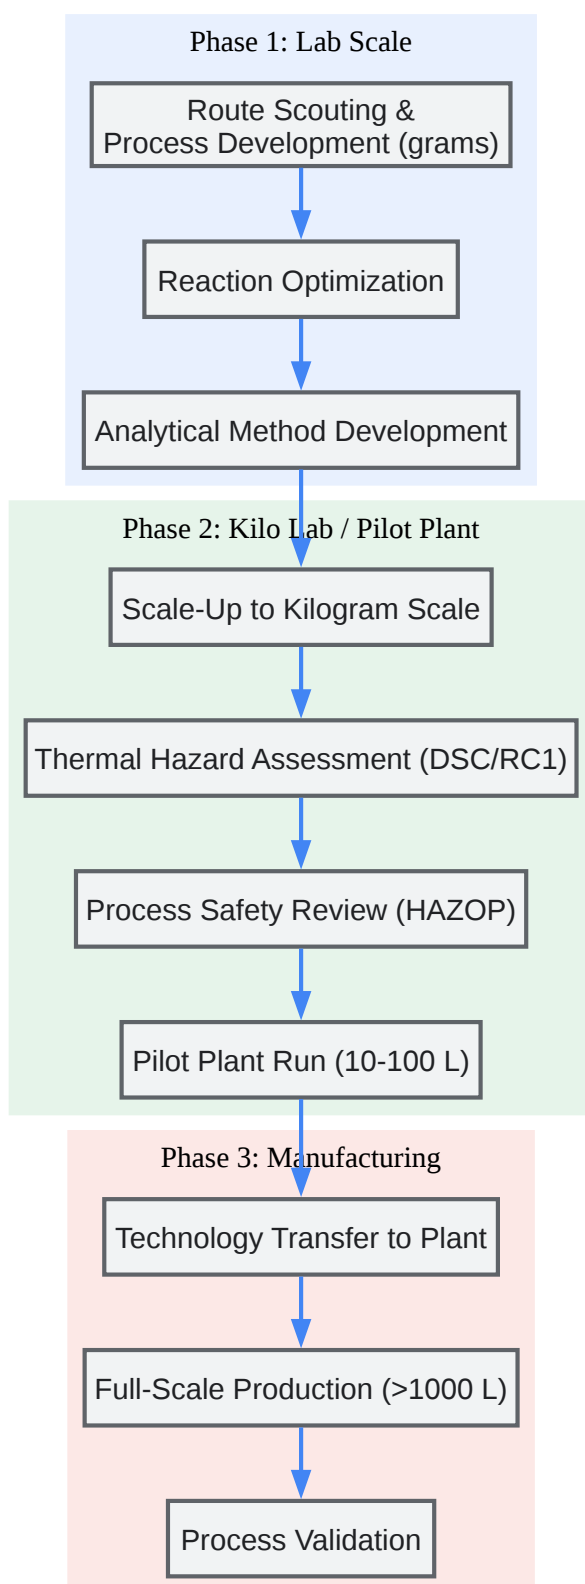 Phase 1: Lab Scale
Route Scouting &
Process Development (grams)
Reaction Optimization
Analytical Method Development
Phase 2: Kilo Lab / Pilot Plant
Scale-Up to Kilogram Scale
Thermal Hazard Assessment (DSC/RC1)
Process Safety Review (HAZOP)
Pilot Plant Run (10-100 L)
Phase 3: Manufacturing
Technology Transfer to Plant
Full-Scale Production (>1000 L)
Process Validation